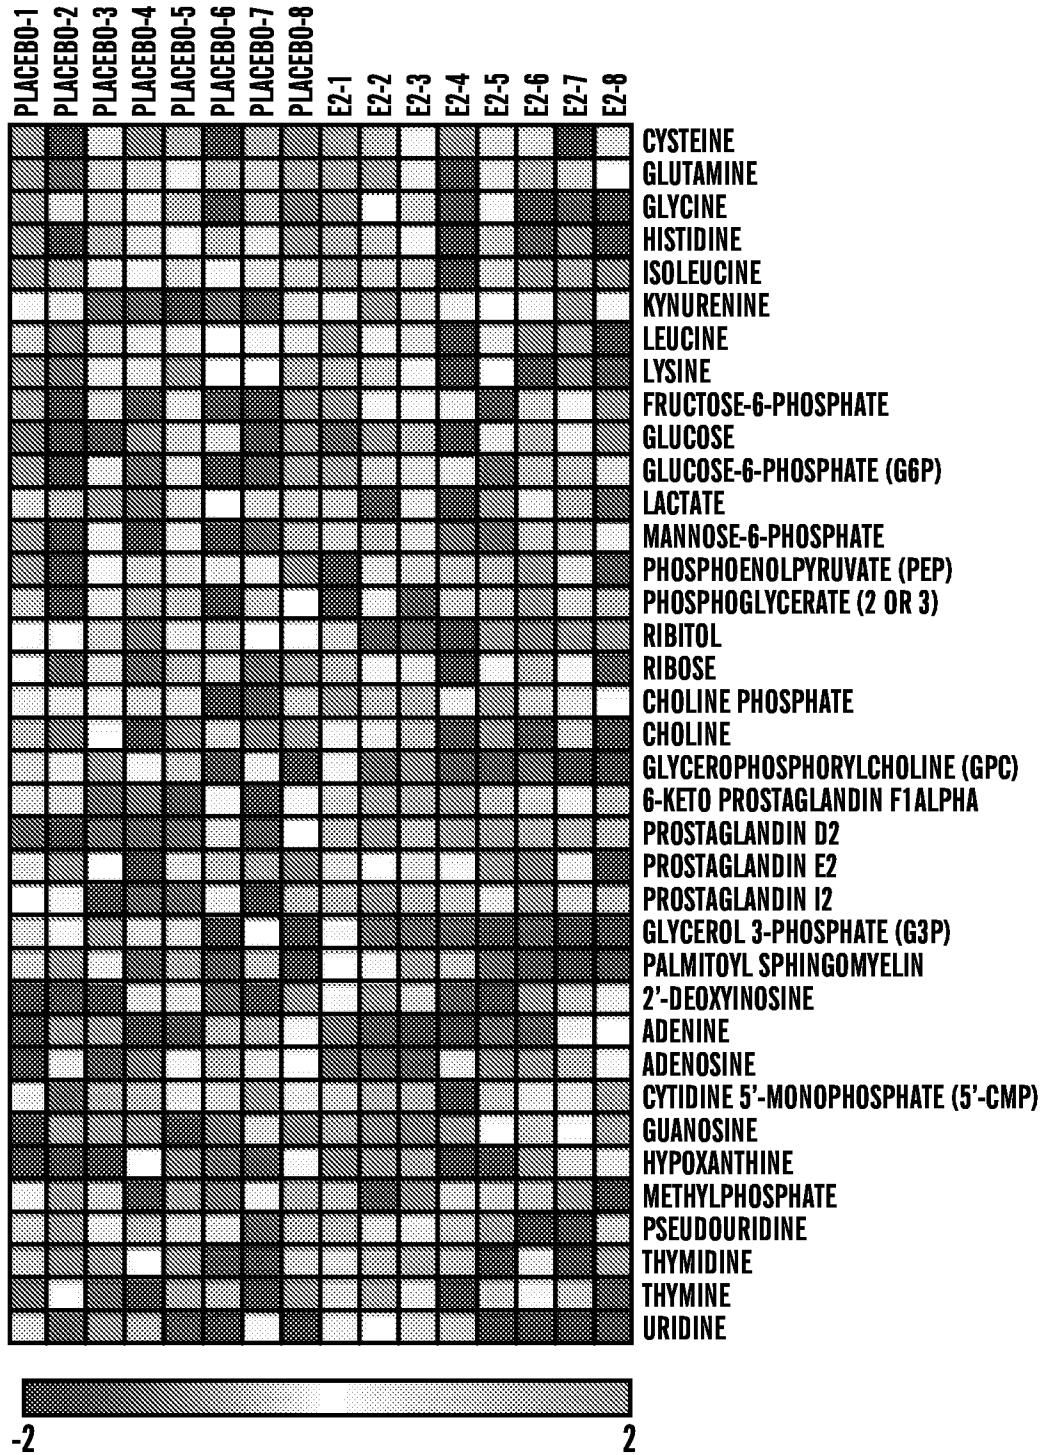 PLACEBO-1
PLACEBO-2
PLACEBO-3
PLACEBO-4
PLACEBO-5
PLACEBO-6
PLACEBO-7
PLACEBO-8
E2-1
E2-2
E2-3
E2-4
E2-5
E2-6
E2-7
E2-8
CYSTEINE
GLUTAMINE
GLYCINE
HISTIDINE
ISOLEUCINE
KYNURENINE
LEUCINE
LYSINE
FRUCTOSE-6-PHOSPHATE
GLUCOSE
GLUCOSE-6-PHOSPHATE (G6P)
LACTATE
MANNOSE-6-PHOSPHATE
PHOSPHOENOLPYRUVATE (PEP)
PHOSPHOGLYCERATE (2 OR 3)
RIBITOL
RIBOSE
CHOLINE PHOSPHATE
CHOLINE
GLYCEROPHOSPHORYLCHOLINE (GPC)
6-KETO PROSTAGLANDIN F1ALPHA
PROSTAGLANDIN D2
PROSTAGLANDIN E2
PROSTAGLANDIN I2
GLYCEROL 3-PHOSPHATE (G3P)
PALMITOYL SPHINGOMYELIN
2'-DEOXYINOSINE
ADENINE
ADENOSINE
CYTIDINE 5'-MONOPHOSPHATE (5'-CMP)
GUANOSINE
HYPOXANTHINE
METHYLPHOSPHATE
PSEUDOURIDINE
THYMIDINE
THYMINE
URIDINE
-2 2